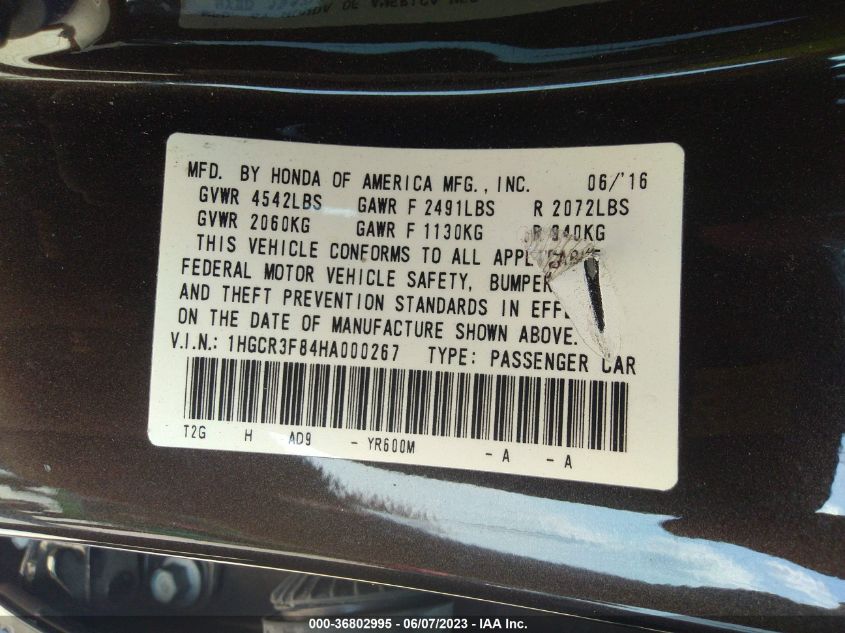 MFD. BY HONDA OF AMERICA MFG., INC. 06/'16
GVWR 4542LBS GAWR F 2491LBS R 2072LBS
GVWR 2060KG GAWR F 1130KG R 940KG
THIS VEHICLE CONFORMS TO ALL
FEDERAL MOTOR VEHICLE SAFETY, BUMPER
AND THEFT PREVENTION STANDARDS IN
ON THE DATE OF MANUFACTURE SHOWN ABOVE.
V.I.N.: 1HGCR3F84HA000267 TYPE: PASSENGER CAR
T2G H AD9 - YR600M - A - A
000-36802995 - 06/07/2023 - IAA Inc.